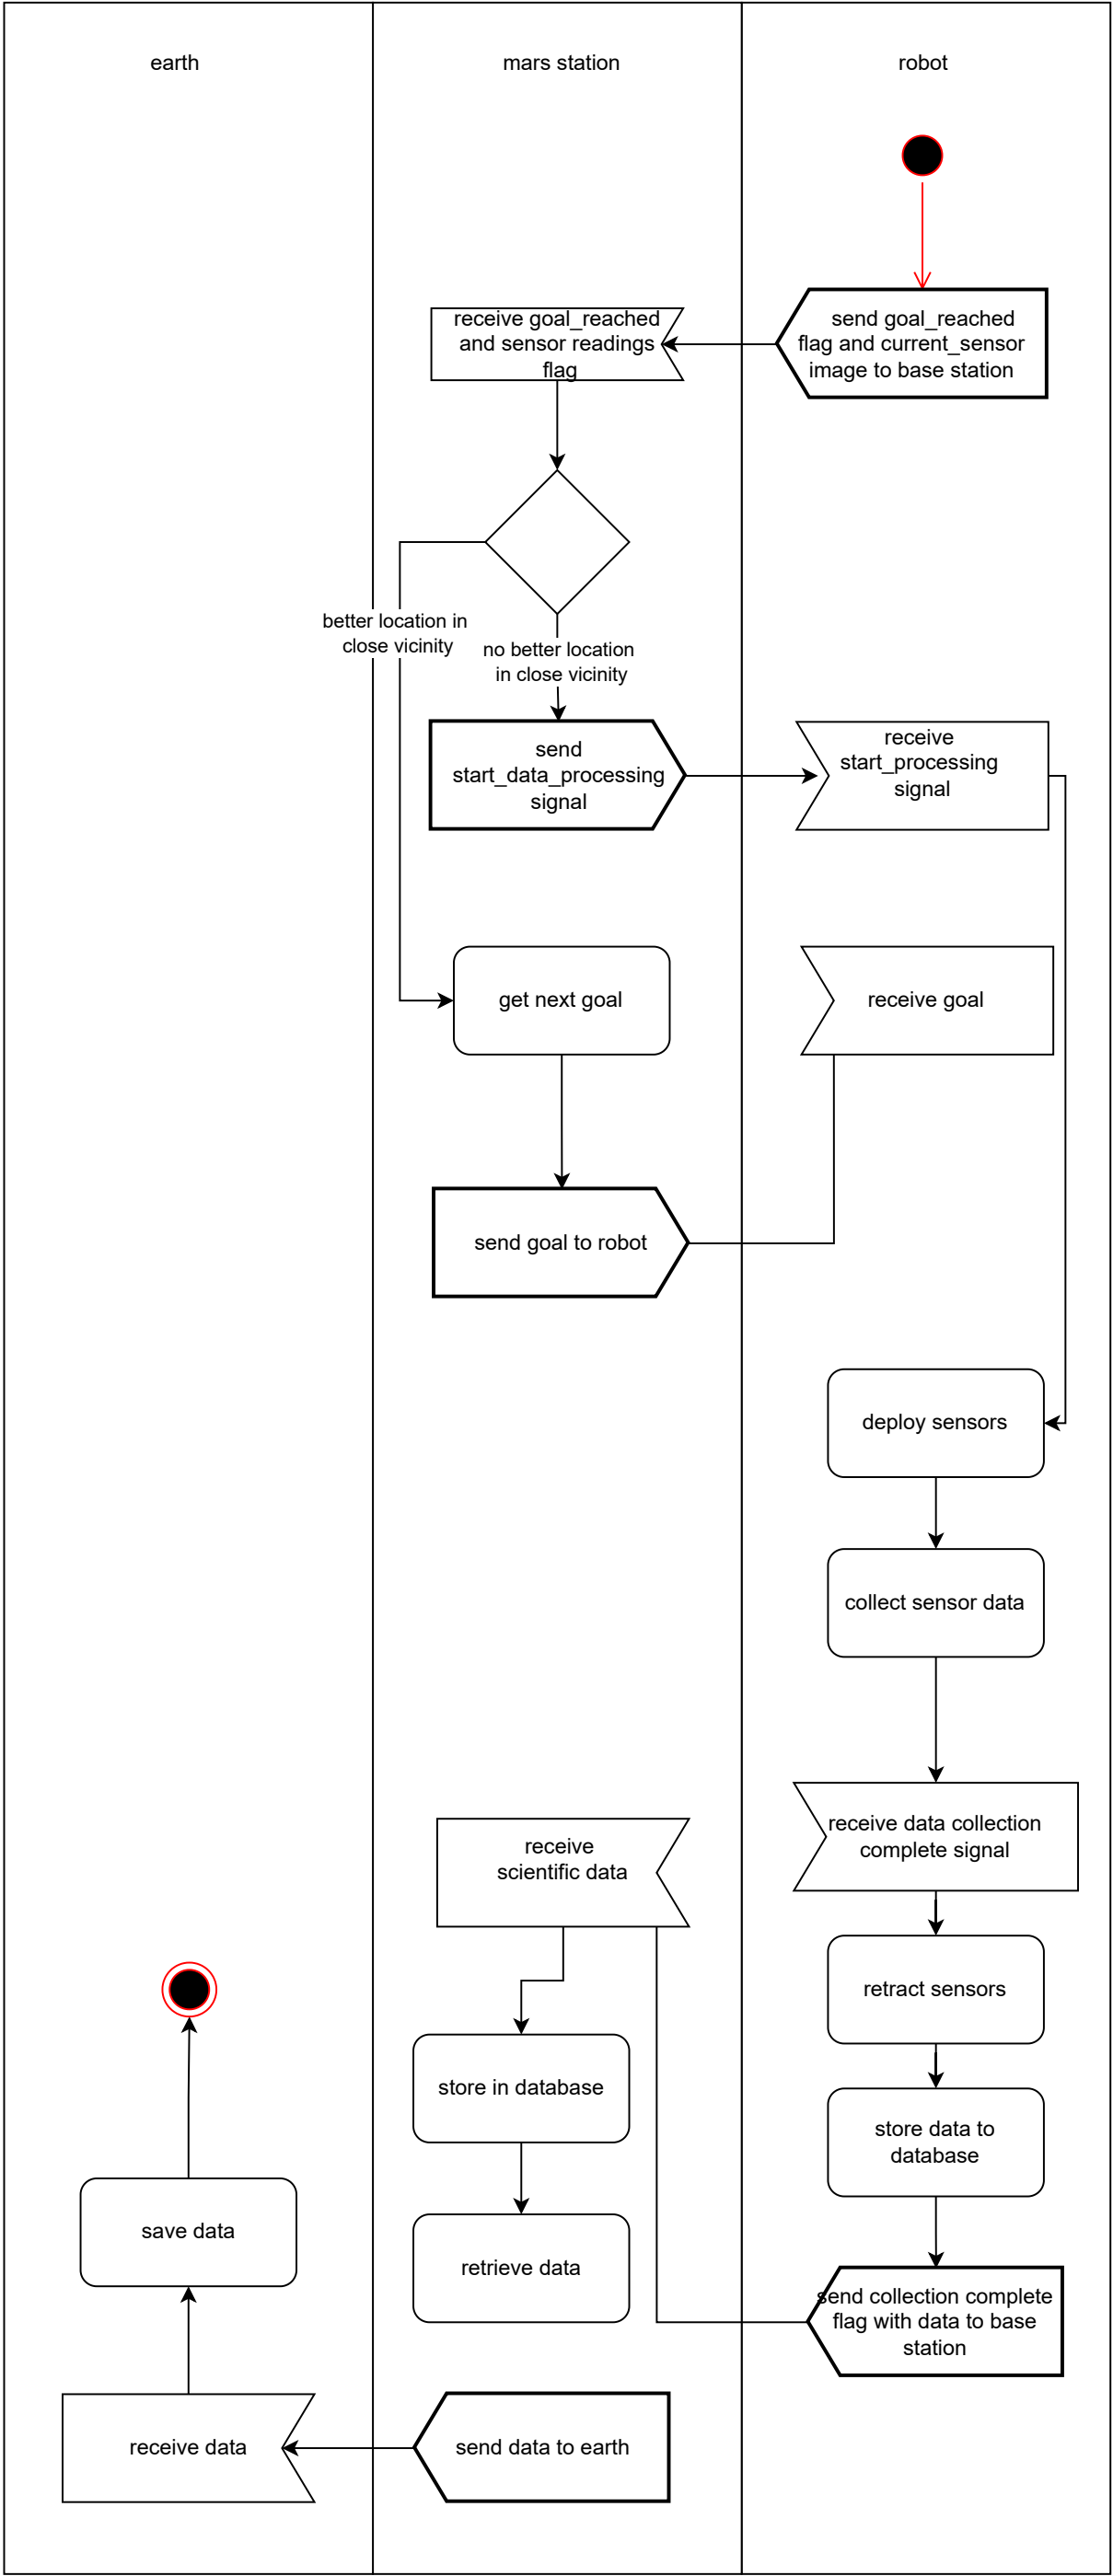 earth
mars station
robot
send goal_reached
flag and current_sensor
image to base station
receive goal_reached
and sensor readings
flag
better location in
close vicinity
no better location
in close vicinity
send
start_data_processing
signal
receive
start_processing
signal
get next goal
receive goal
send goal to robot
deploy sensors
collect sensor data
receive data collection
complete signal
receive
scientific data
retract sensors
store in database
store data to
database
save data
retrieve data
send collection complete
flag with data to base
station
receive data
send data to earth